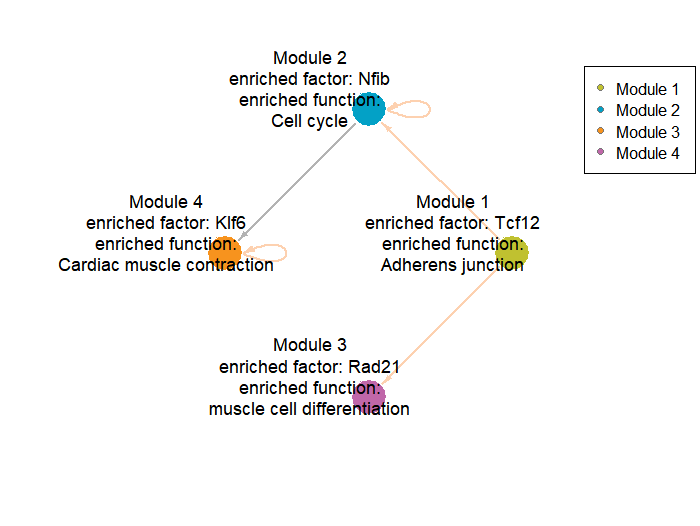 Module 2
enriched factor: Nfib
enriched function:
Cell cycle
Module 1
Module 2
Module 3
Module 4
Module 4
enriched factor: Klf6
enriched function:
Cardiac muscle contraction
Module 1
enriched factor: Tcf12
enriched function:
Adherens junction
Module 3
enriched factor: Rad21
enriched function:
muscle cell differentiation